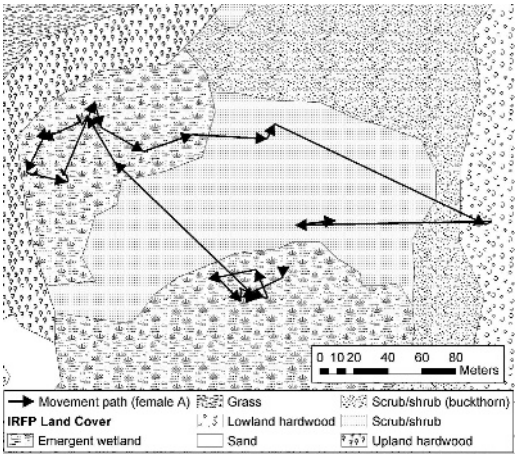 0 10 20 40 60 80
Meters
Movement path (female A) Grass Scrub/shrub (buckthorn)
IRFP Land Cover Lowland hardwood Scrub/shrub
Emergent wetland Sand Upland hardwood